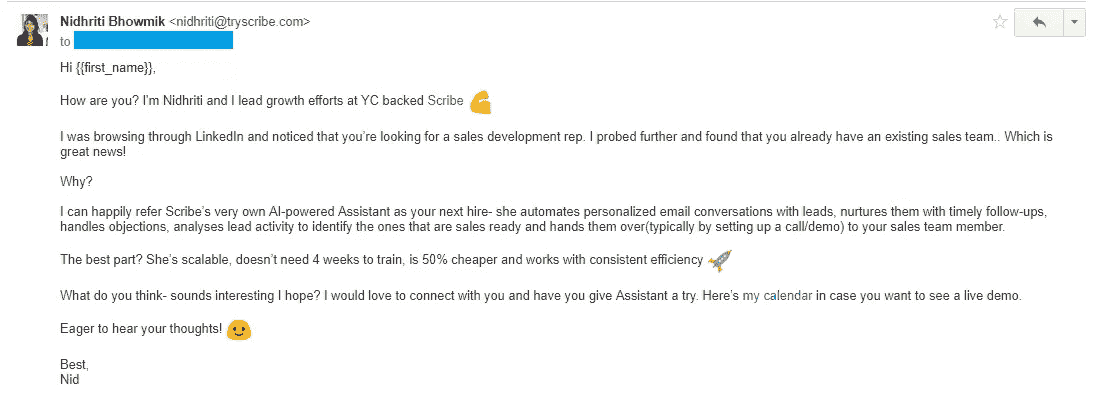 Nidhriti Bhowmik <nidhriti@tryscribe.com>
to
Hi {{first_name}},
How are you? I'm Nidhriti and I lead growth efforts at YC backed Scribe
I was browsing through LinkedIn and noticed that you're looking for a sales development rep. I probed further and found that you already have an existing sales team.. Which is
great news!
Why?
I can happily refer Scribe's very own AI-powered Assistant as your next hire- she automates personalized email conversations with leads, nurtures them with timely follow-ups,
handles objections, analyses lead activity to identify the ones that are sales ready and hands them over(typically by setting up a call/demo) to your sales team member.
The best part? She's scalable, doesn't need 4 weeks to train, is 50% cheaper and works with consistent efficiency
What do you think- sounds interesting I hope? I would love to connect with you and have you give Assistant a try. Here's my calendar in case you want to see a live demo.
Eager to hear your thoughts!
Best,
Nid